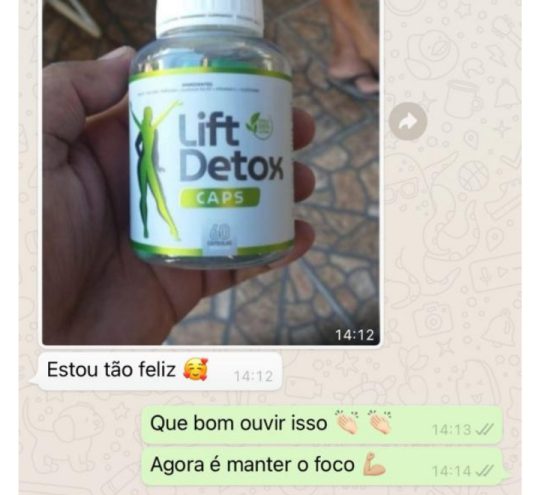 Lift
Detox
CAPS
60
CÁPSULAS
14:12
Estou tão feliz 🥰
14:12
Que bom ouvir isso 👏🏻 👏🏻
14:13
Agora é manter o foco 💪🏼
14:14